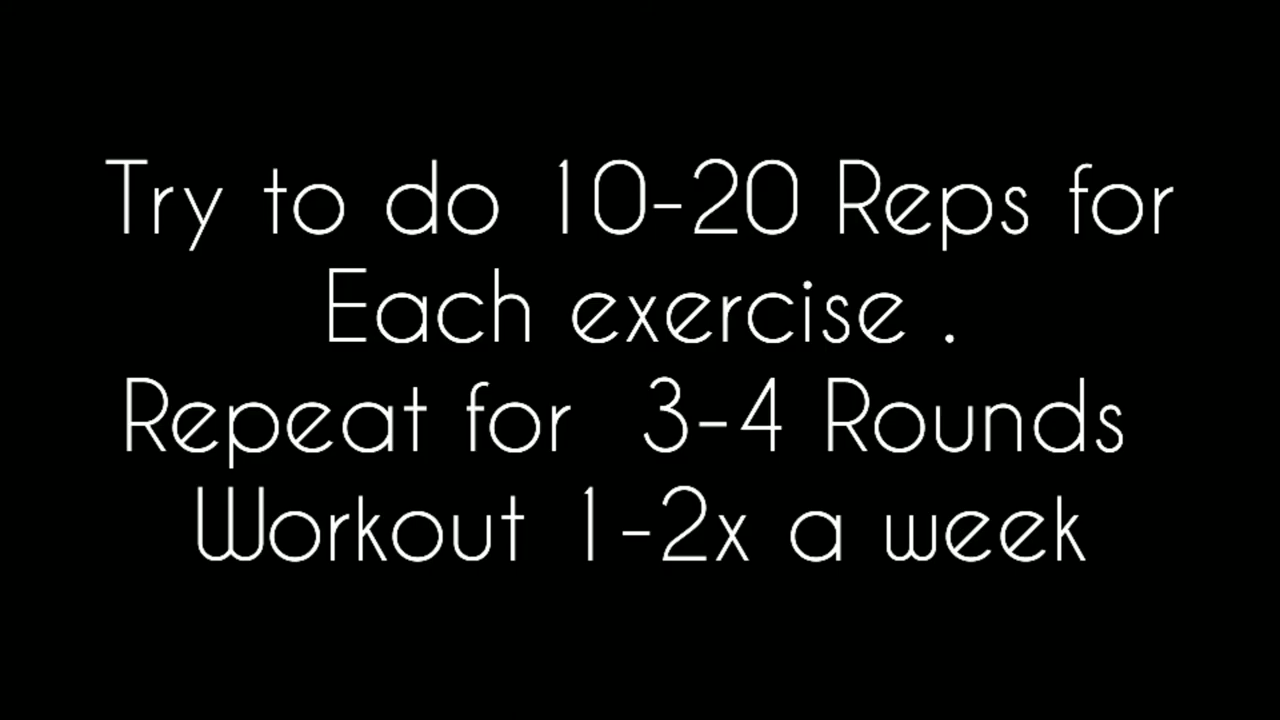 Try to do 10-20 Reps for
Each exercise .
Repeat for 3-4 Rounds
Workout 1-2x a week